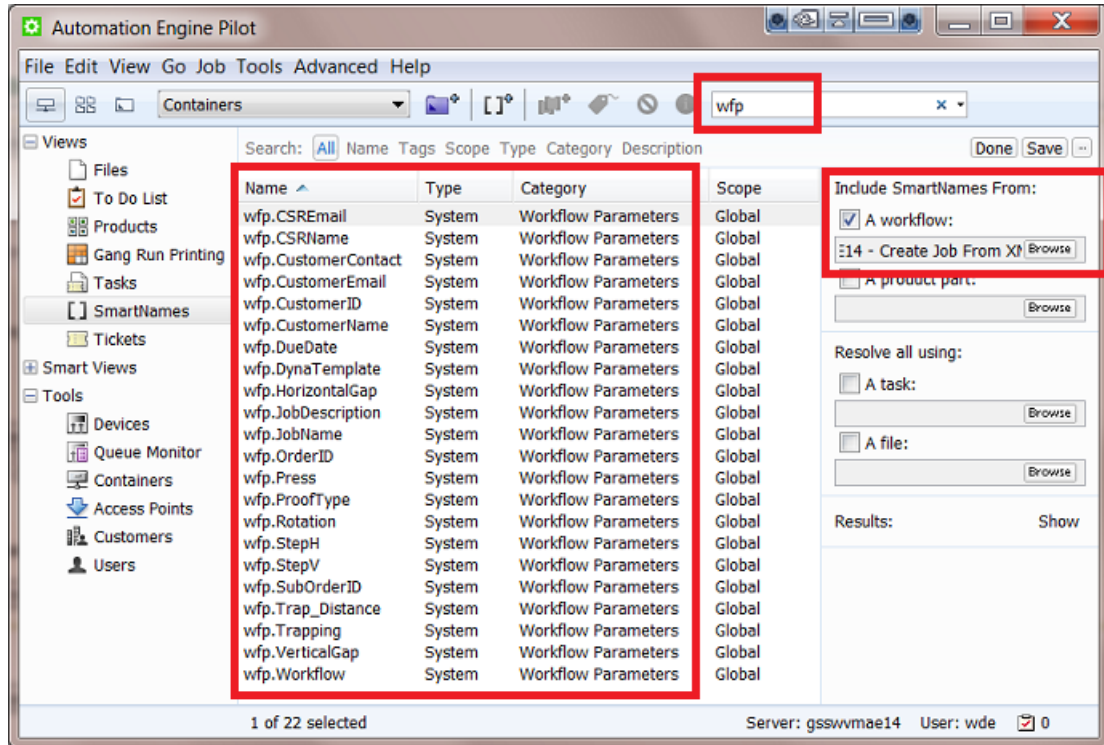 Automation Engine Pilot
File Edit View Go Job Tools Advanced Help
Containers
wfp
Views
Files
To Do List
Products
Gang Run Printing
Tasks
[ ] SmartNames
Tickets
Smart Views
Tools
Devices
Queue Monitor
Containers
Access Points
Customers
Users
Search: All Name Tags Scope Type Category Description
Done Save
Name Type Category Scope
wfp.CSREmail System Workflow Parameters Global
wfp.CSRName System Workflow Parameters Global
wfp.CustomerContact System Workflow Parameters Global
wfp.CustomerEmail System Workflow Parameters Global
wfp.CustomerID System Workflow Parameters Global
wfp.CustomerName System Workflow Parameters Global
wfp.DueDate System Workflow Parameters Global
wfp.DynaTemplate System Workflow Parameters Global
wfp.HorizontalGap System Workflow Parameters Global
wfp.JobDescription System Workflow Parameters Global
wfp.JobName System Workflow Parameters Global
wfp.OrderID System Workflow Parameters Global
wfp.Press System Workflow Parameters Global
wfp.ProofType System Workflow Parameters Global
wfp.Rotation System Workflow Parameters Global
wfp.StepH System Workflow Parameters Global
wfp.StepV System Workflow Parameters Global
wfp.SubOrderID System Workflow Parameters Global
wfp.Trap_Distance System Workflow Parameters Global
wfp.Trapping System Workflow Parameters Global
wfp.VerticalGap System Workflow Parameters Global
wfp.Workflow System Workflow Parameters Global
Include SmartNames From:
A workflow:
E14 - Create Job From XM Browse
A product part:
Browse
Resolve all using:
A task:
Browse
A file:
Browse
Results: Show
1 of 22 selected
Server: gsswvmae14 User: wde 0